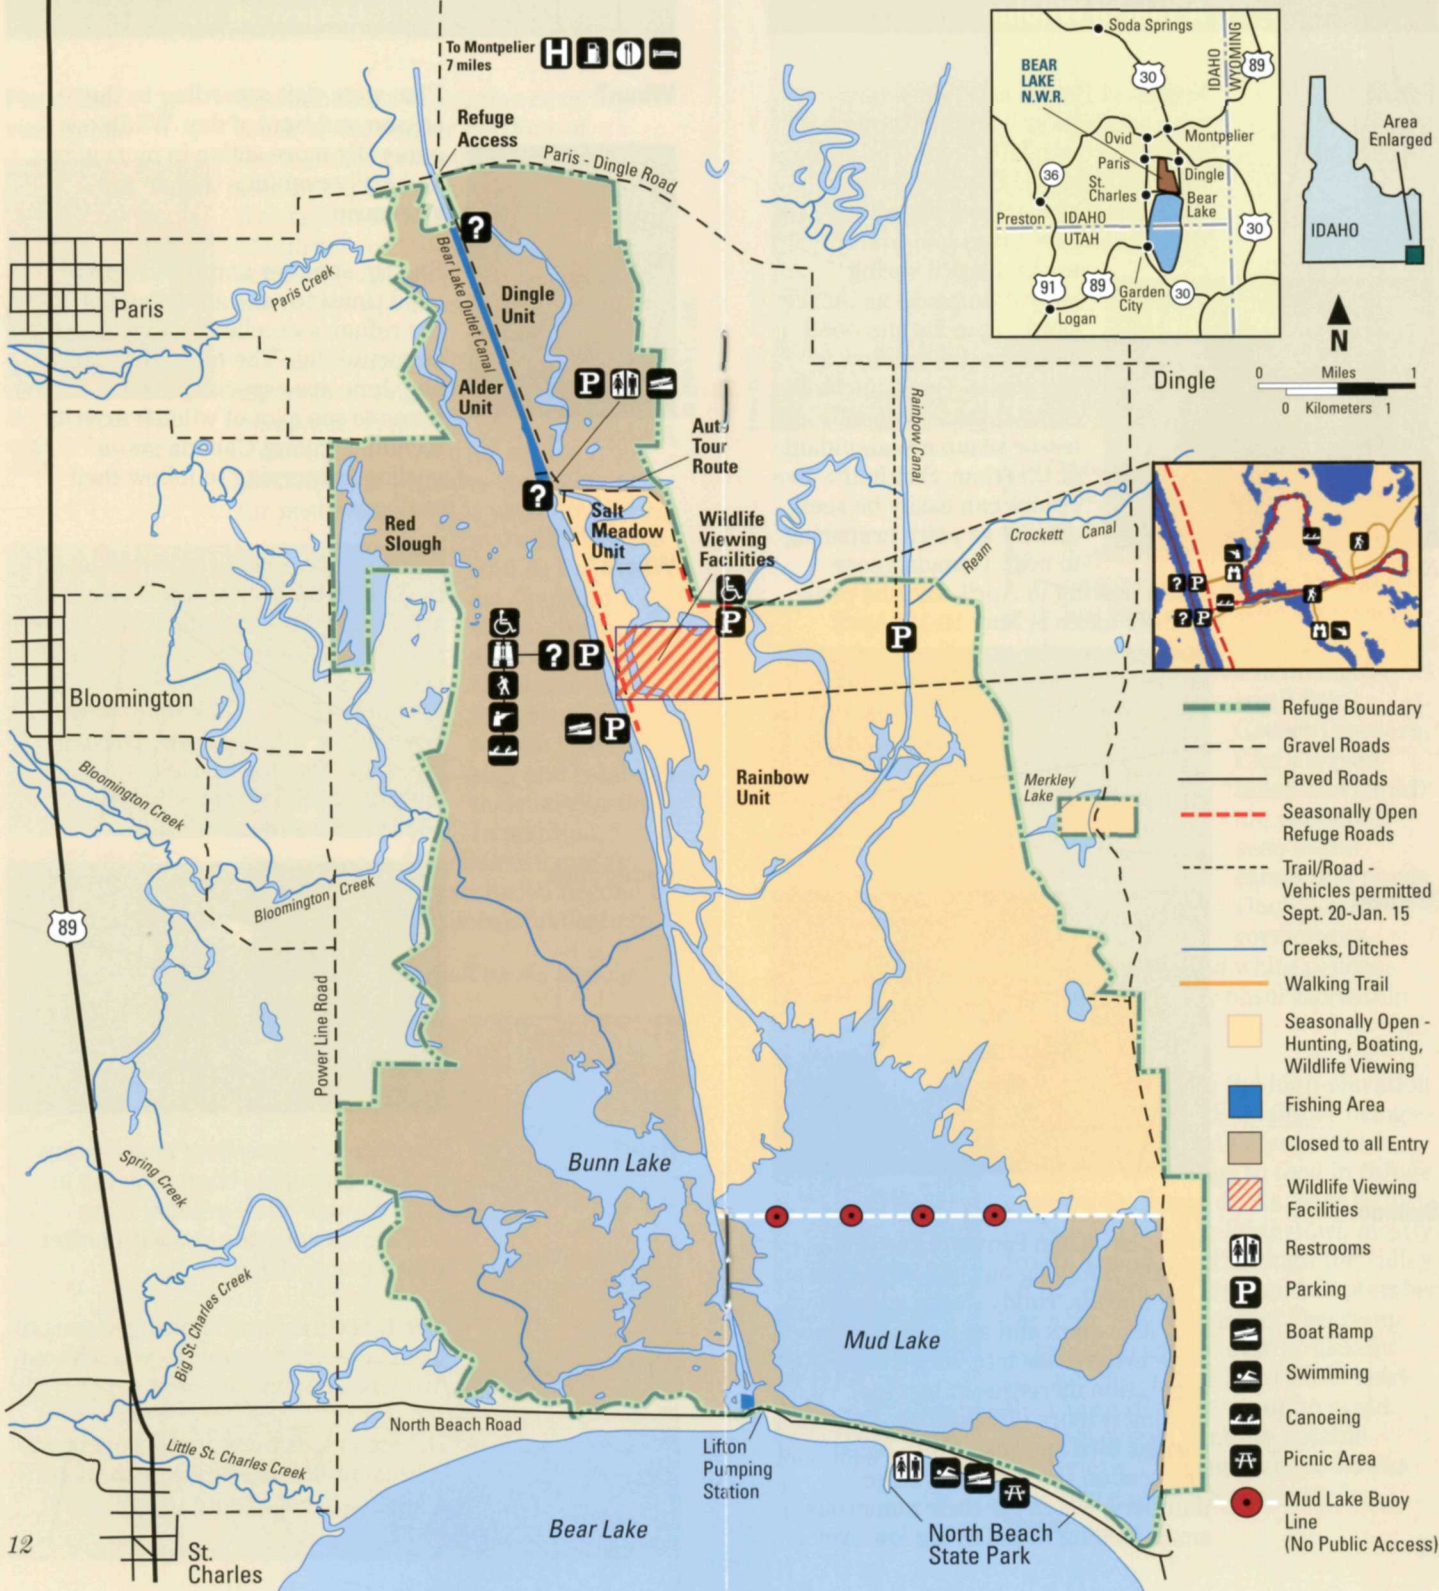 To Montpelier
7 miles
H
Refuge
Access
Paris - Dingle Road
?
Bear Lake Outlet Canal
Dingle
Unit
Alder
Unit
Paris
Paris Creek
P
Auto
Tour
Route
?
Salt
Meadow
Unit
Wildlife
Viewing
Facilities
Red
Slough
Rainbow Canal
Dingle
Ream Crockett Canal
P
P
? P
P
Bloomington
Bloomington Creek
Bloomington Creek
Rainbow
Unit
Merkley
Lake
89
Power Line Road
Spring Creek
Big St. Charles Creek
Bunn Lake
Mud Lake
North Beach Road
Little St. Charles Creek
Lifton
Pumping
Station
Bear Lake
North Beach
State Park
St.
Charles
12
Soda Springs
BEAR
LAKE
N.W.R.
30
IDAHO
WYOMING
89
Ovid
Montpelier
Paris
Dingle
36
St.
Charles
Bear
Lake
Preston
IDAHO
UTAH
30
91
89
Garden
City
30
Logan
Area
Enlarged
IDAHO
N
0 Miles 1
0 Kilometers 1
? P
? P
Refuge Boundary
Gravel Roads
Paved Roads
Seasonally Open
Refuge Roads
Trail/Road -
Vehicles permitted
Sept. 20-Jan. 15
Creeks, Ditches
Walking Trail
Seasonally Open -
Hunting, Boating,
Wildlife Viewing
Fishing Area
Closed to all Entry
Wildlife Viewing
Facilities
Restrooms
P Parking
Boat Ramp
Swimming
Canoeing
Picnic Area
Mud Lake Buoy
Line
(No Public Access)